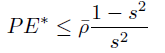 PE* ≤ ρ̄ (1 − s²)/s²